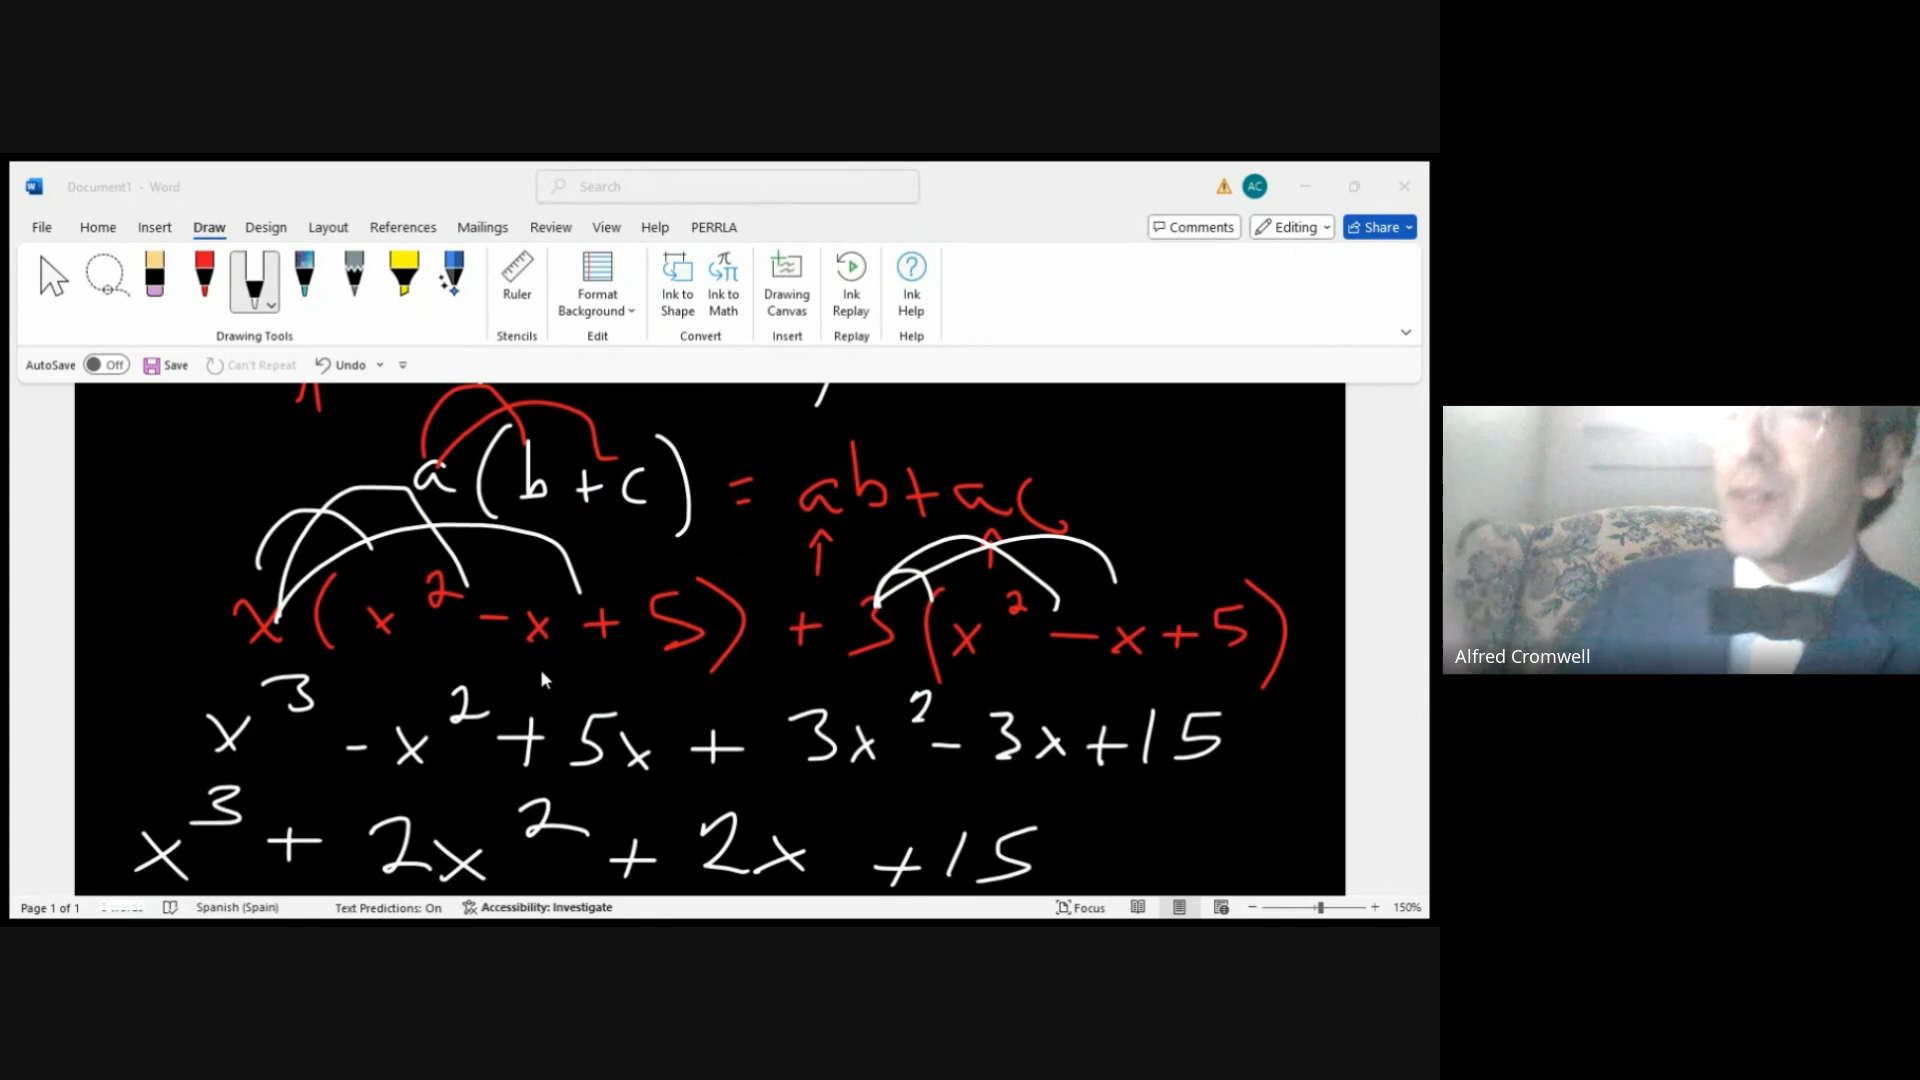 Document1 - Word
Search
AC
File Home Insert Draw Design Layout References Mailings Review View Help PERRLA
Comments Editing Share
Ruler
Format Background
Ink to Shape
Ink to Math
Drawing Canvas
Ink Replay
Ink Help
Drawing Tools Stencils Edit Convert Insert Replay Help
AutoSave Off Save Can't Repeat Undo
a(b+c) = ab+ac
x(x² -x + 5) + 3(x² -x+5)
x³ - x² + 5x + 3x² - 3x+15
x³ + 2x² + 2x +15
Page 1 of 1 Spanish (Spain) Text Predictions: On Accessibility: Investigate Focus 150%
Alfred Cromwell